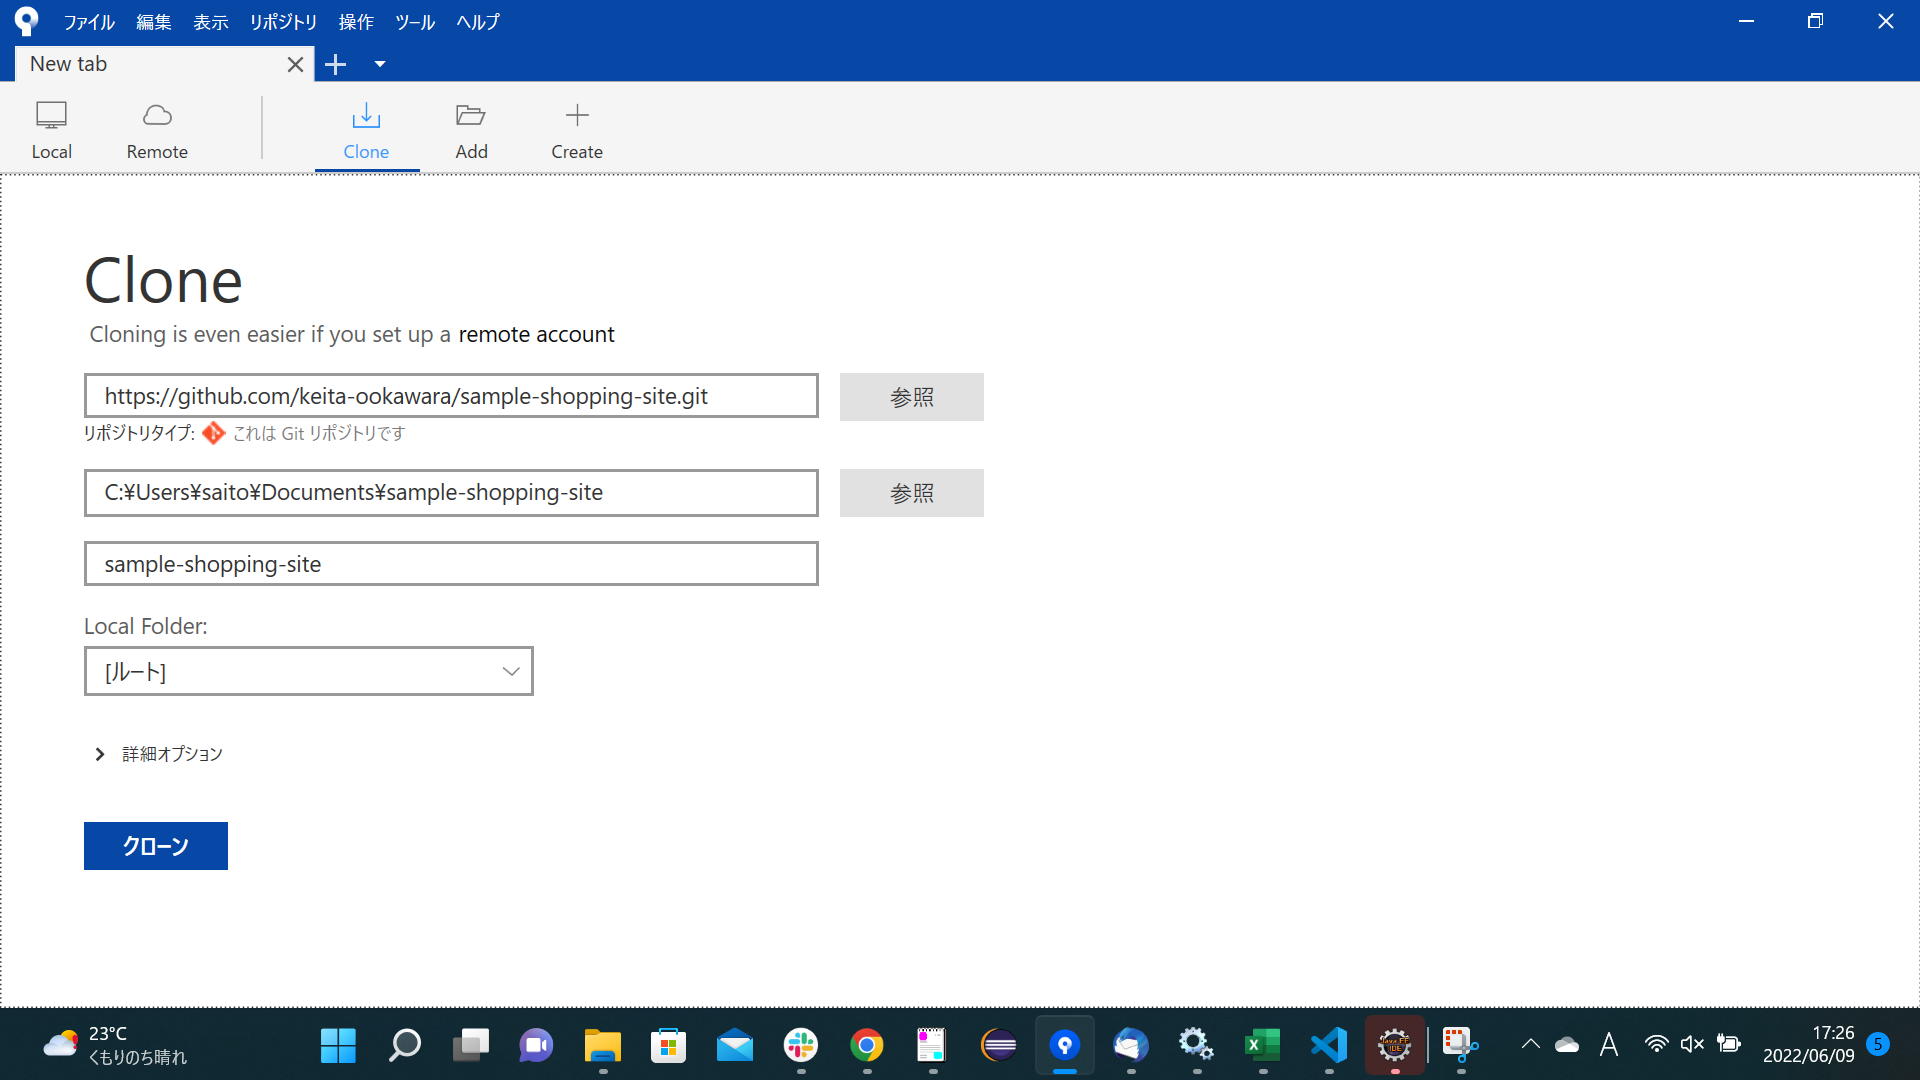 ファイル 編集 表示 リポジトリ 操作 ツール ヘルプ
New tab
Local Remote Clone Add Create
Clone
Cloning is even easier if you set up a remote account
https://github.com/keita-ookawara/sample-shopping-site.git 参照
リポジトリタイプ: これは Git リポジトリです
C:¥Users¥saito¥Documents¥sample-shopping-site 参照
sample-shopping-site
Local Folder:
[ルート]
詳細オプション
クローン
23°C
くもりのち晴れ
A
17:26
2022/06/09
5